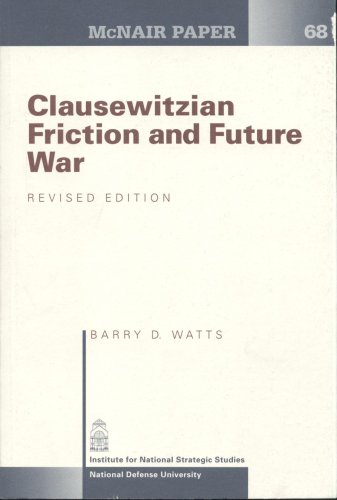 McNAIR PAPER 68
Clausewitzian
Friction and Future
War
REVISED EDITION
BARRY D. WATTS
Institute for National Strategic Studies
National Defense University